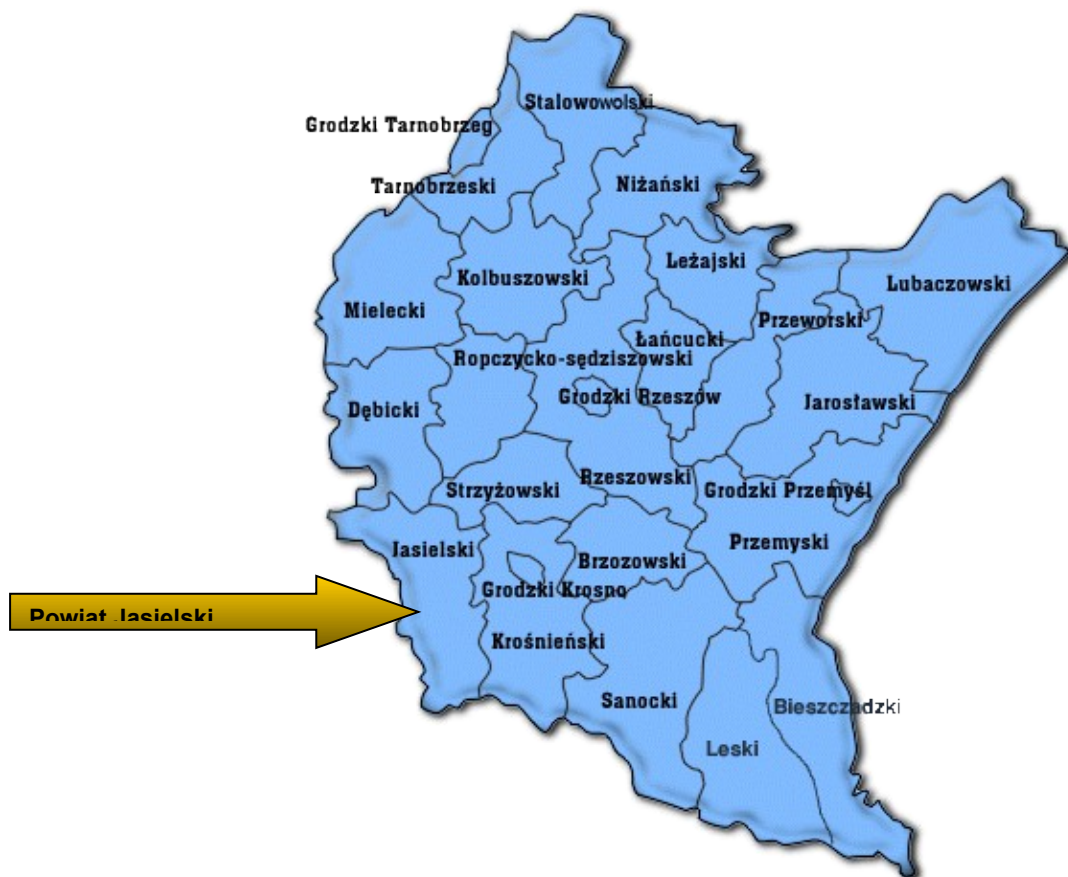 Stalowowolski
Grodzki Tarnobrzeg
Tarnobrzeski
Niżański
Leżajski
Kolbuszowski
Lubaczowski
Mielecki
Przeworski
Łańcucki
Ropczycko-sędziszowski
Grodzki Rzeszów
Dębicki
Jarosławski
Rzeszowski
Strzyżowski
Grodzki Przemyśl
Jasielski
Brzozowski
Przemyski
Grodzki Krosno
Powiat Jasielski
Krośnieński
Sanocki
Bieszczadzki
Leski